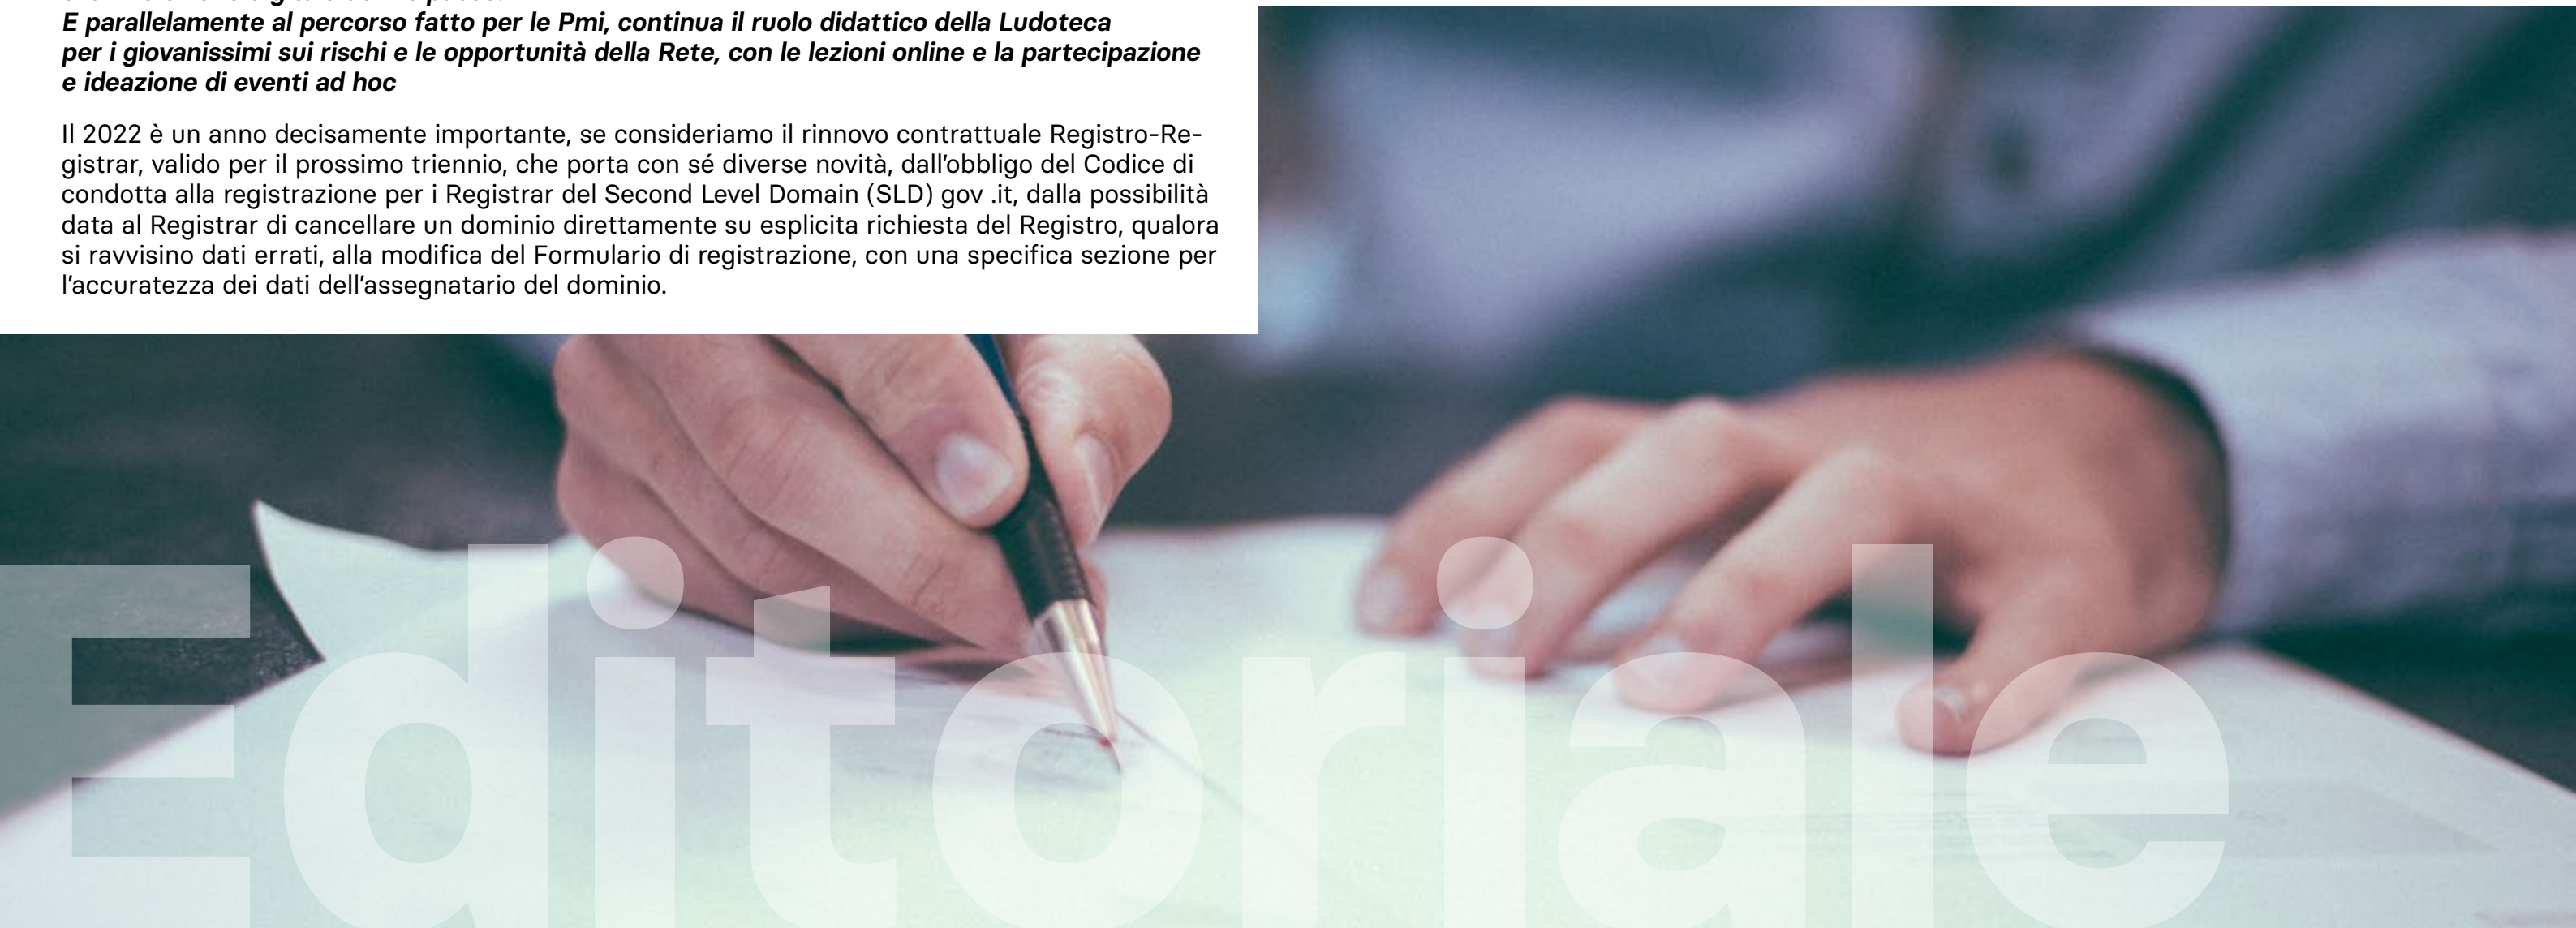 E parallelamente al percorso fatto per le Pmi, continua il ruolo didattico della Ludoteca
per i giovanissimi sui rischi e le opportunità della Rete, con le lezioni online e la partecipazione
e ideazione di eventi ad hoc
Il 2022 è un anno decisamente importante, se consideriamo il rinnovo contrattuale Registro-Re-
gistrar, valido per il prossimo triennio, che porta con sé diverse novità, dall’obbligo del Codice di
condotta alla registrazione per i Registrar del Second Level Domain (SLD) gov .it, dalla possibilità
data al Registrar di cancellare un dominio direttamente su esplicita richiesta del Registro, qualora
si ravvisino dati errati, alla modifica del Formulario di registrazione, con una specifica sezione per
l’accuratezza dei dati dell’assegnatario del dominio.
Editoriale